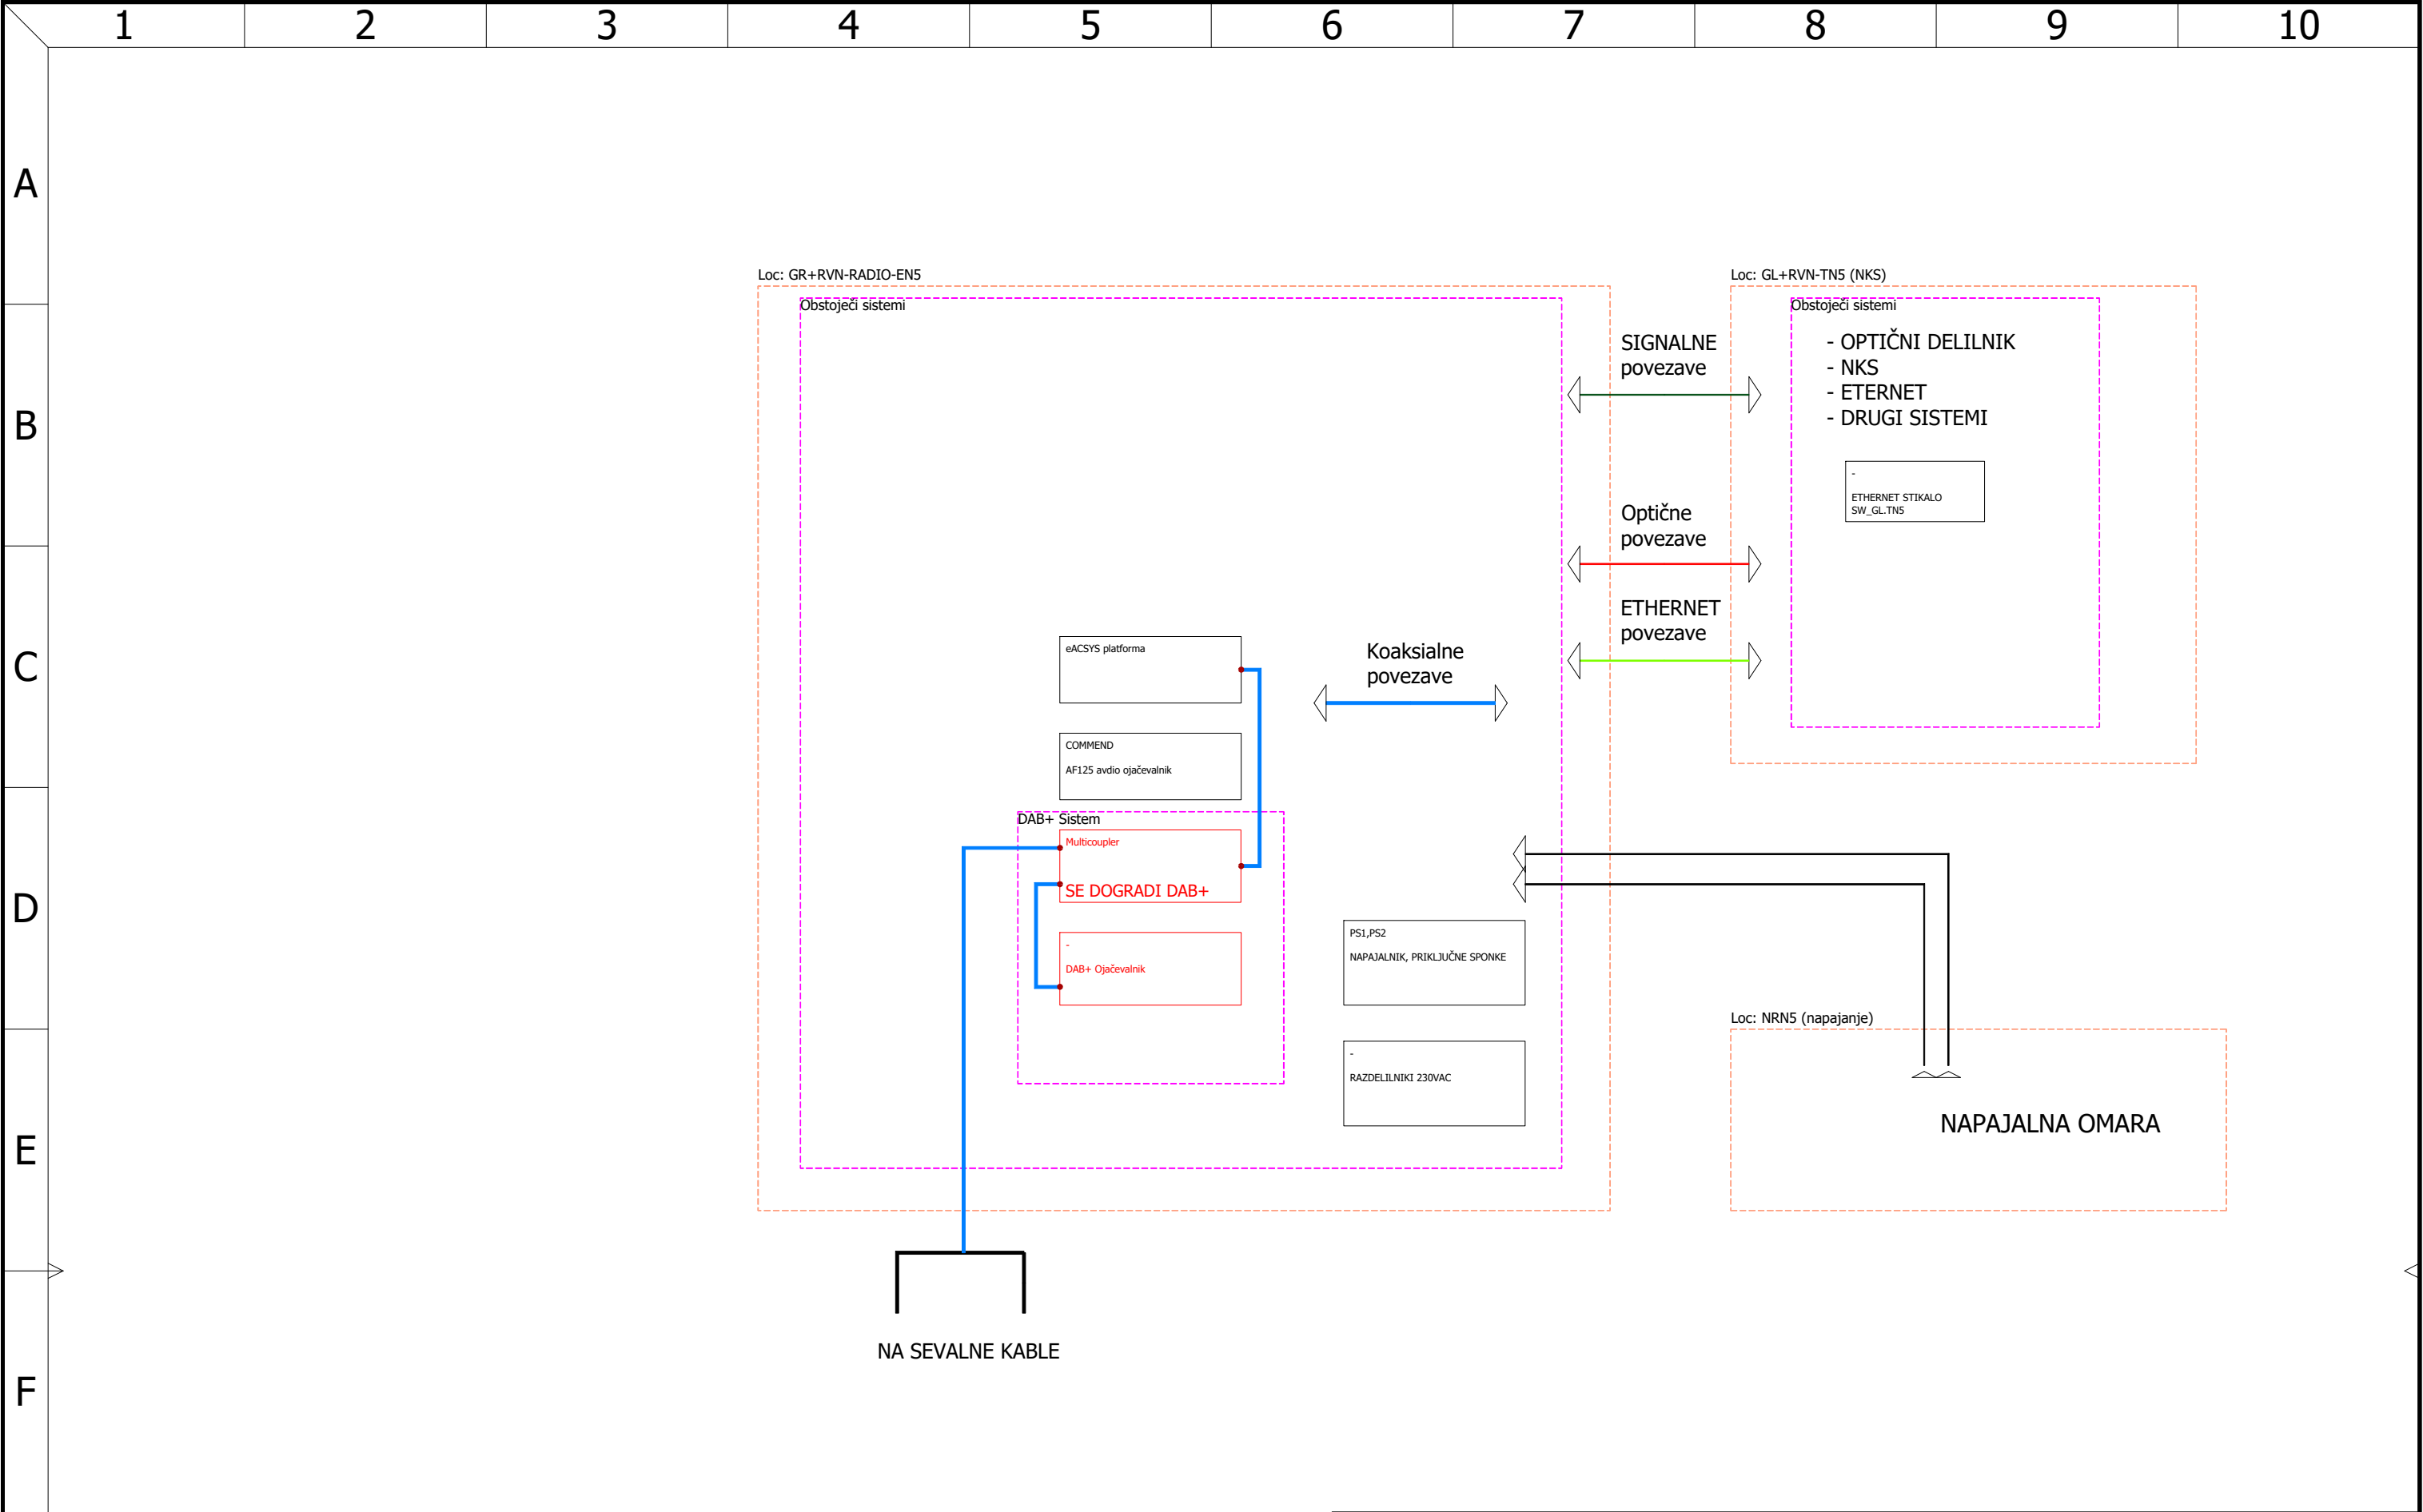 1 2 3 4 5 6 7 8 9 10
A
B
C
D
E
F
Loc: GR+RVN-RADIO-EN5
Obstoječi sistemi
eACSYS platforma
COMMEND
AF125 avdio ojačevalnik
DAB+ Sistem
Multicoupler
SE DOGRADI DAB+
-
DAB+ Ojačevalnik
Koaksialne
povezave
PS1,PS2
NAPAJALNIK, PRIKLJUČNE SPONKE
-
RAZDELILNIKI 230VAC
SIGNALNE
povezave
Optične
povezave
ETHERNET
povezave
Loc: GL+RVN-TN5 (NKS)
Obstoječi sistemi
- OPTIČNI DELILNIK
- NKS
- ETERNET
- DRUGI SISTEMI
-
ETHERNET STIKALO
SW_GL.TN5
Loc: NRN5 (napajanje)
NAPAJALNA OMARA
NA SEVALNE KABLE